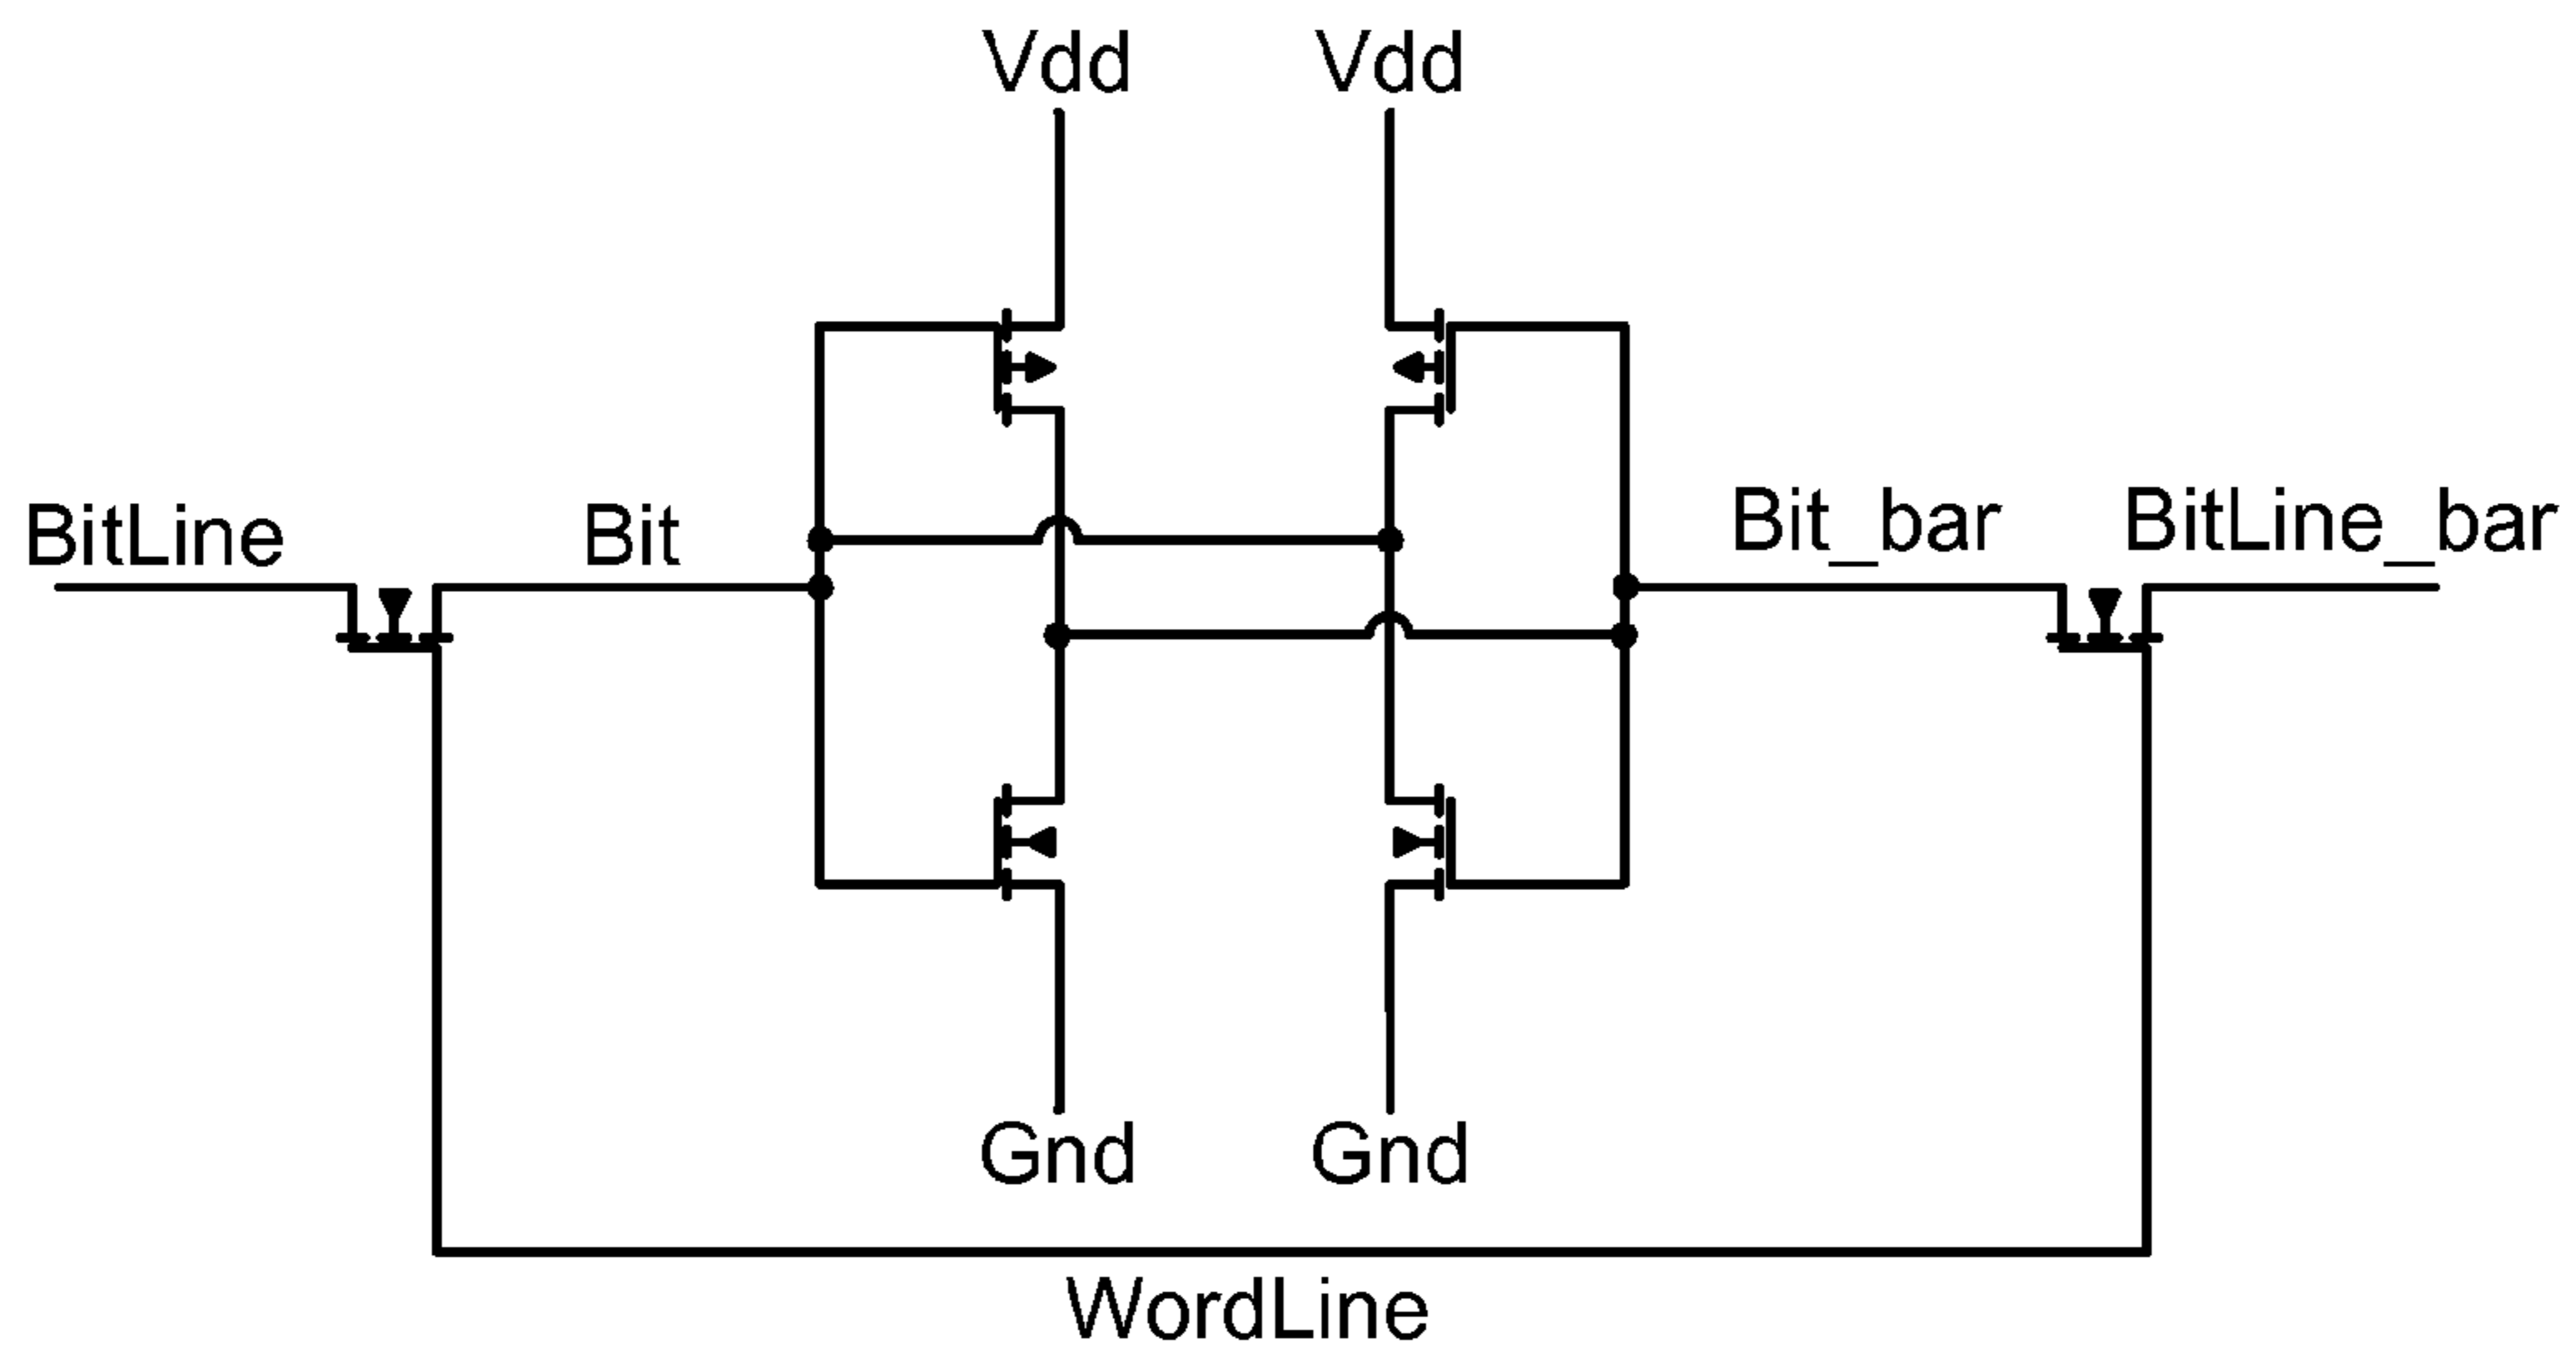 Vdd
Vdd
BitLine
Bit
Bit_bar
BitLine_bar
Gnd
Gnd
WordLine